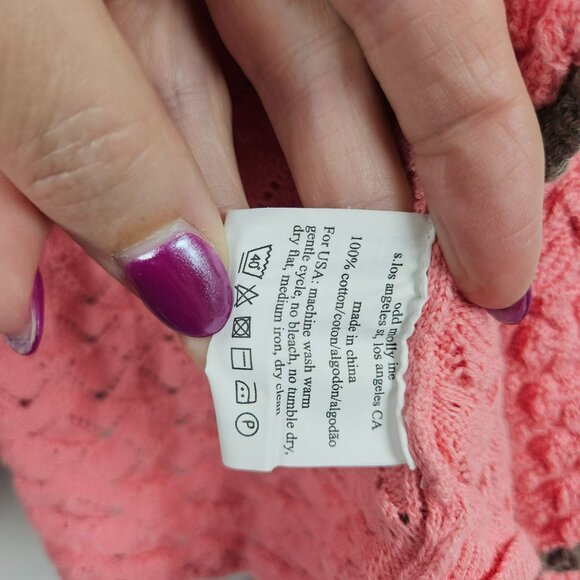 odd molly inc
s.los angeles st, los angeles CA
made in china
100% cotton/coton/algodón/algodão
For USA: machine wash warm
gentle cycle, no bleach, no tumble dry,
dry flat, medium iron, dry clean
40°
P